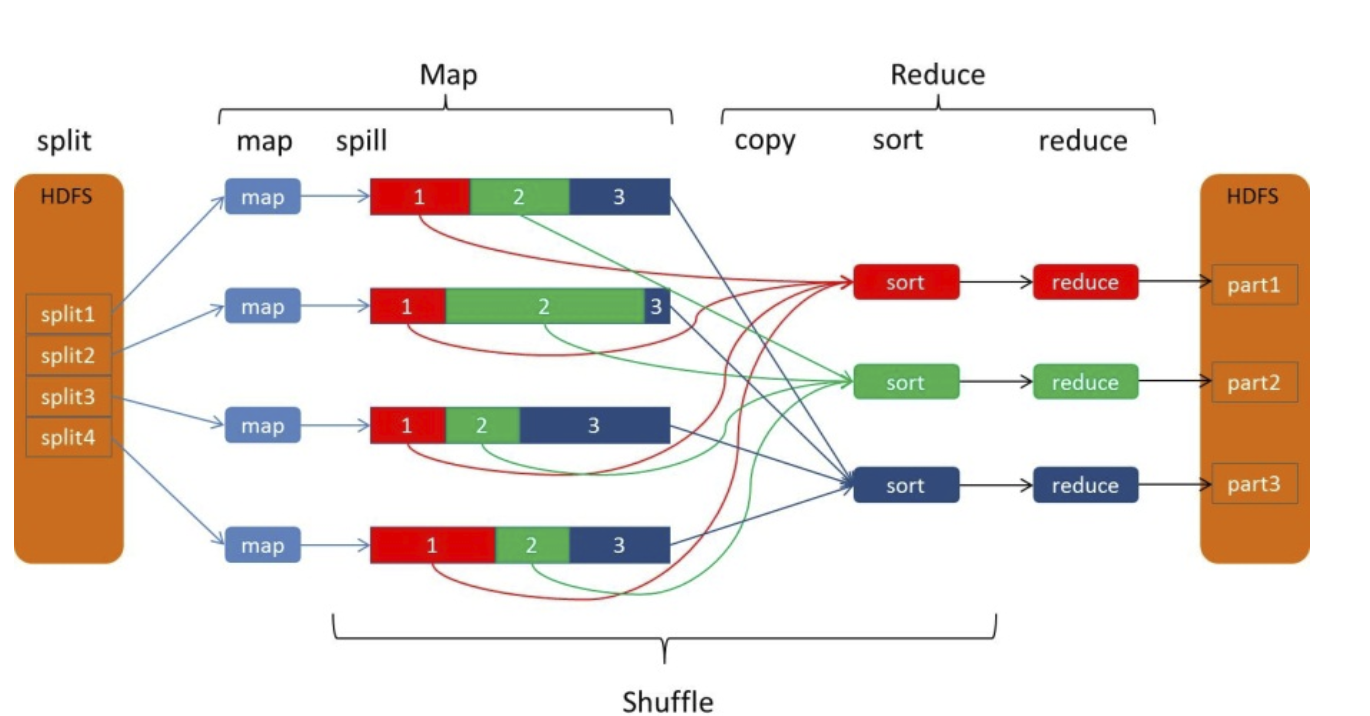 Map
Reduce
split
map
spill
copy
sort
reduce
HDFS
split1
split2
split3
split4
map
1
2
3
map
1
2
3
map
1
2
3
map
1
2
3
sort
reduce
sort
reduce
sort
reduce
HDFS
part1
part2
part3
Shuffle